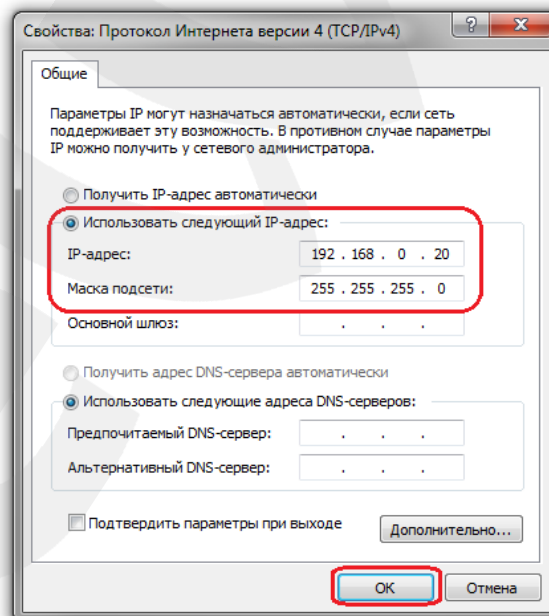 Свойства: Протокол Интернета версии 4 (TCP/IPv4)
Общие
Параметры IP могут назначаться автоматически, если сеть
поддерживает эту возможность. В противном случае параметры
IP можно получить у сетевого администратора.
Получить IP-адрес автоматически
Использовать следующий IP-адрес:
IP-адрес: 192 . 168 . 0 . 20
Маска подсети: 255 . 255 . 255 . 0
Основной шлюз: . . .
Получить адрес DNS-сервера автоматически
Использовать следующие адреса DNS-серверов:
Предпочитаемый DNS-сервер: . . .
Альтернативный DNS-сервер: . . .
Подтвердить параметры при выходе Дополнительно...
ОК Отмена